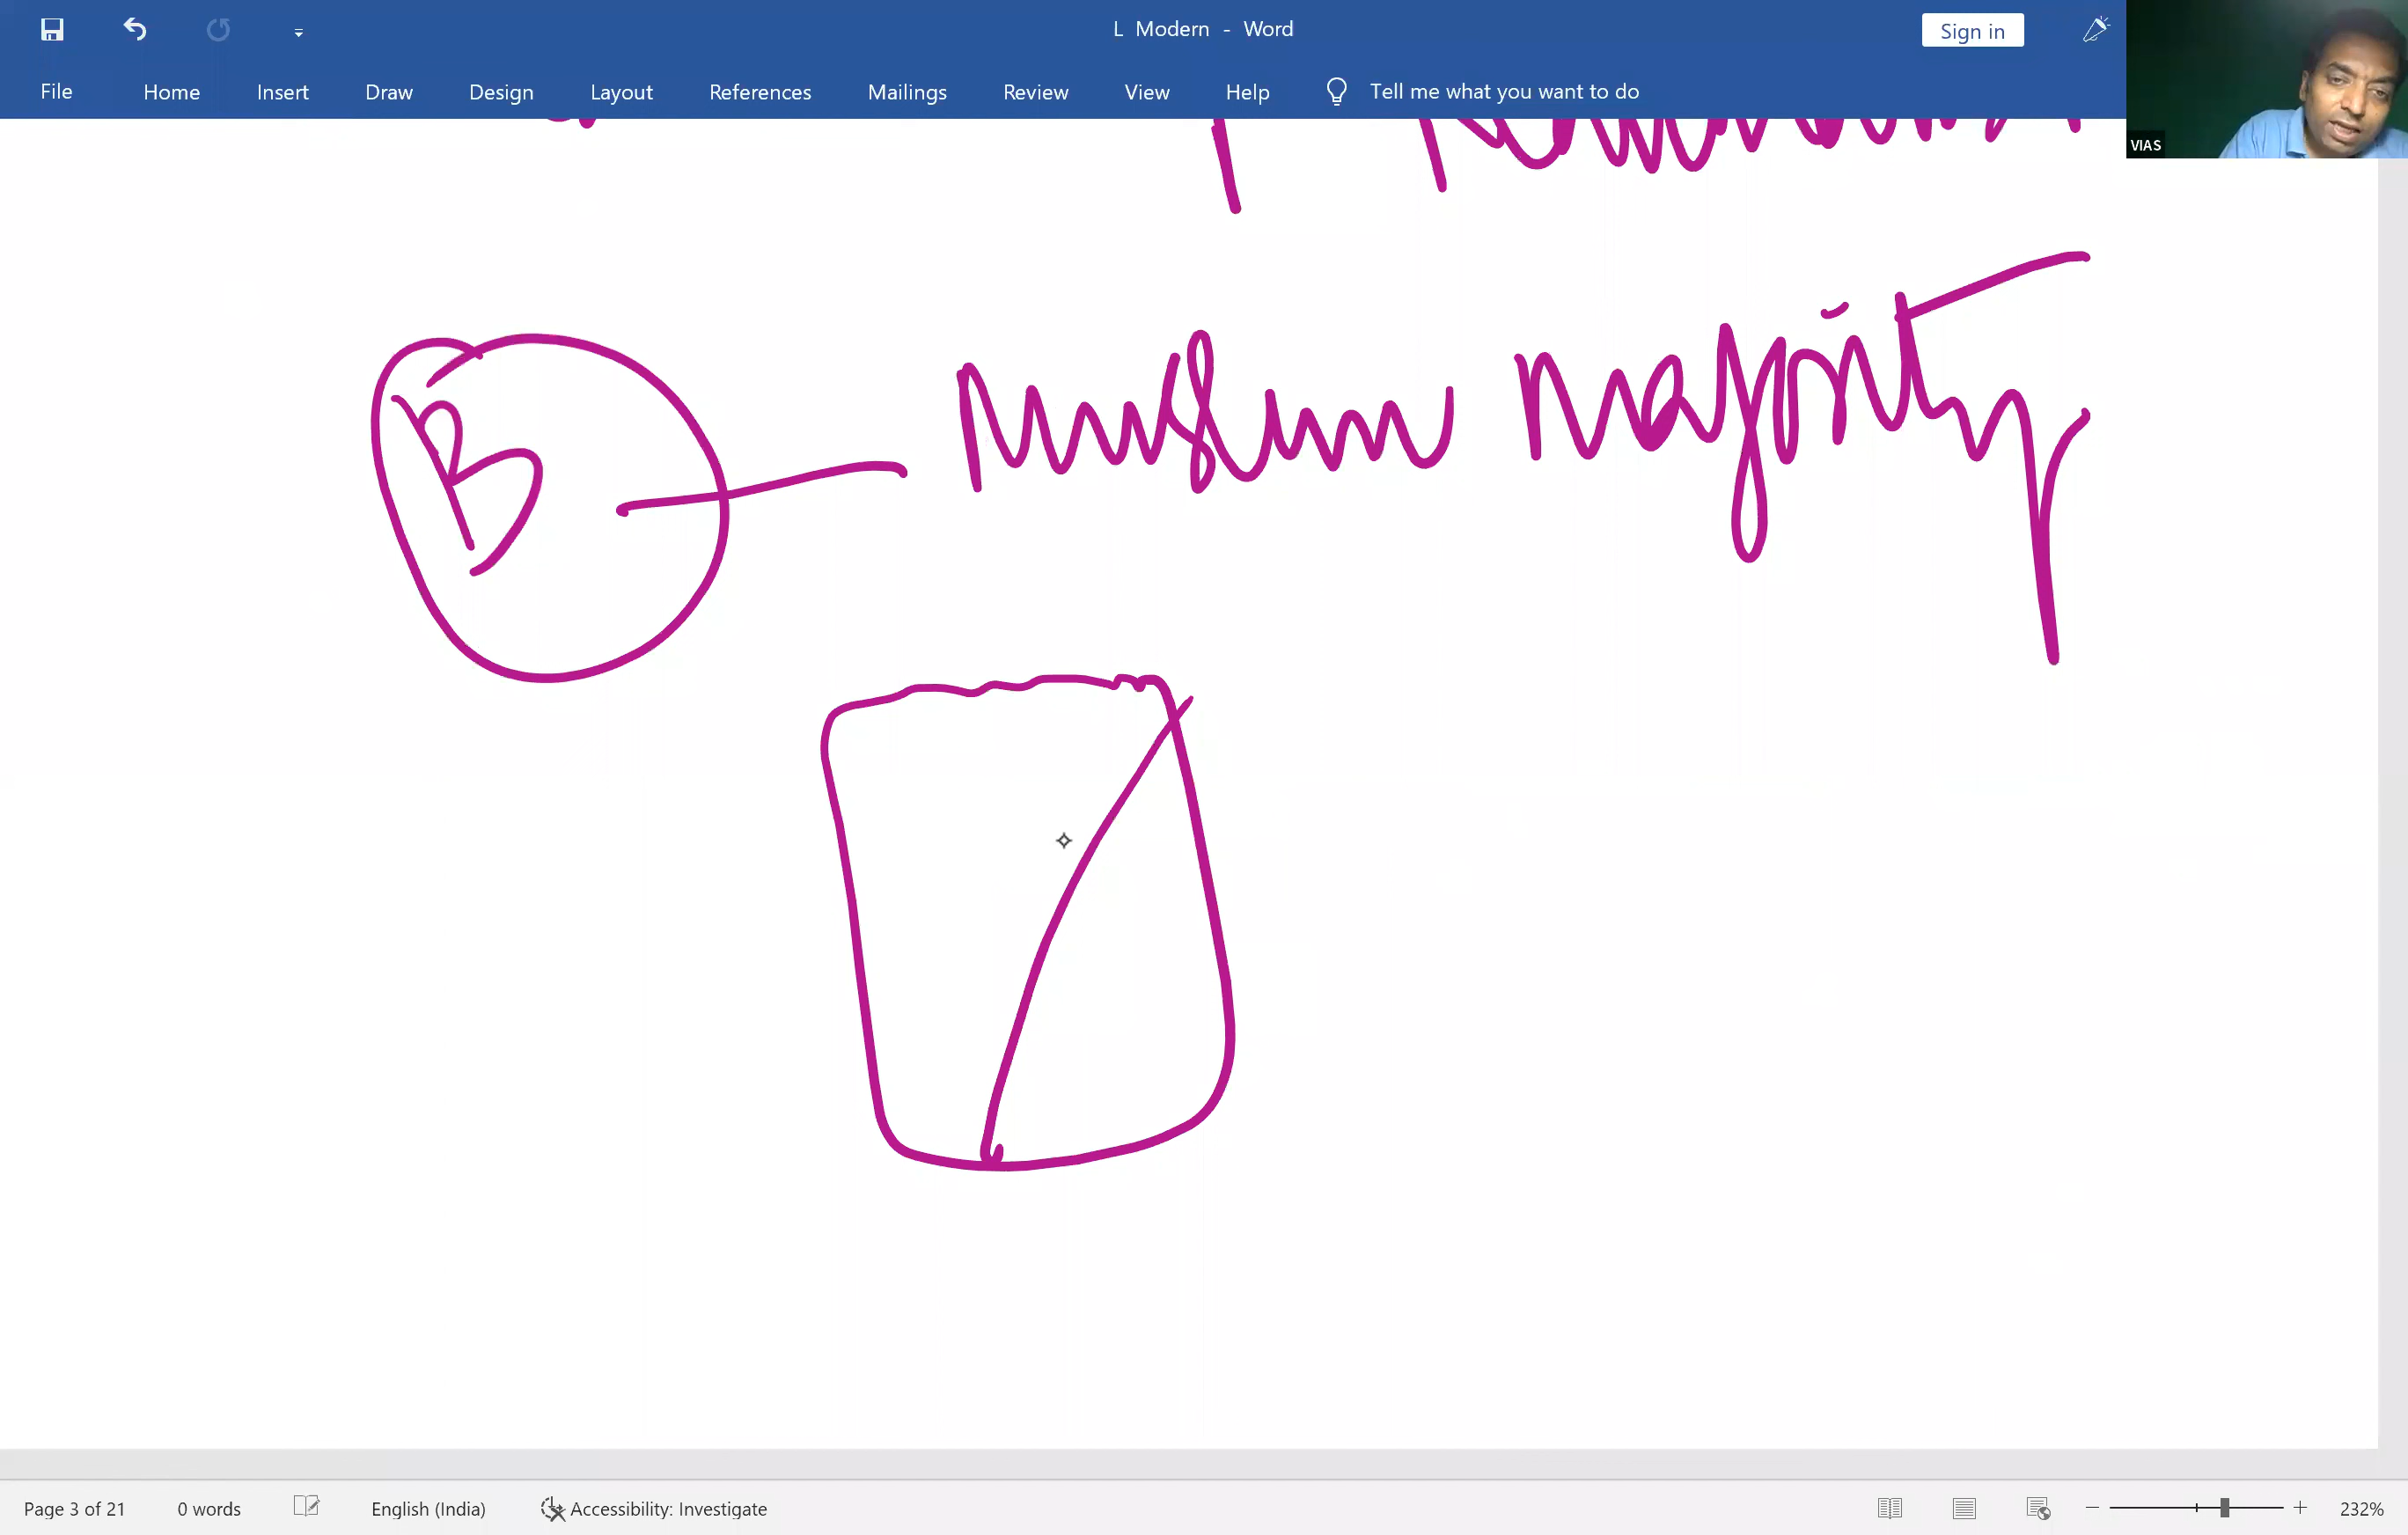 L Modern - Word
Sign in
File Home Insert Draw Design Layout References Mailings Review View Help Tell me what you want to do
VIAS
B Muslim Majority
Page 3 of 21 0 words English (India) Accessibility: Investigate 232%